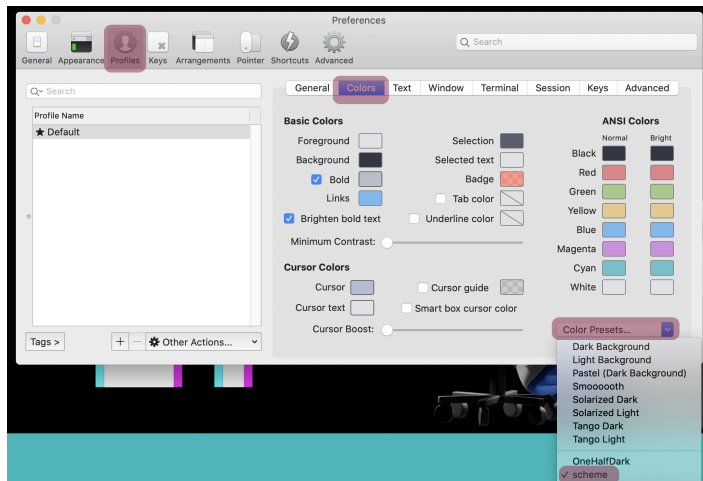 Preferences
Search
General Appearance Profiles Keys Arrangements Pointer Shortcuts Advanced
Search
Profile Name
★ Default
Tags >
+ − Other Actions...
General Colors Text Window Terminal Session Keys Advanced
Basic Colors
Foreground
Background
Bold
Links
Brighten bold text
Minimum Contrast:
Selection
Selected text
Badge
Tab color
Underline color
Cursor Colors
Cursor
Cursor text
Cursor Boost:
Cursor guide
Smart box cursor color
ANSI Colors
Normal Bright
Black
Red
Green
Yellow
Blue
Magenta
Cyan
White
Color Presets...
Dark Background
Light Background
Pastel (Dark Background)
Smoooooth
Solarized Dark
Solarized Light
Tango Dark
Tango Light
OneHalfDark
✓ scheme